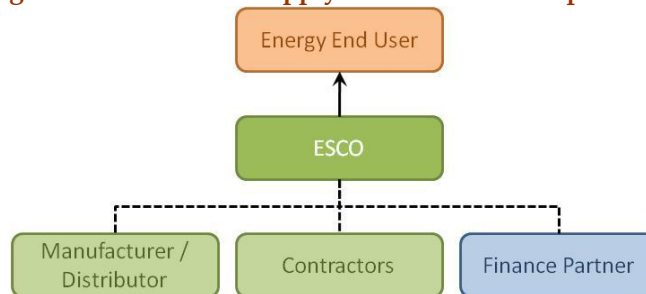 Energy End User
ESCO
Manufacturer /
Distributor
Contractors
Finance Partner